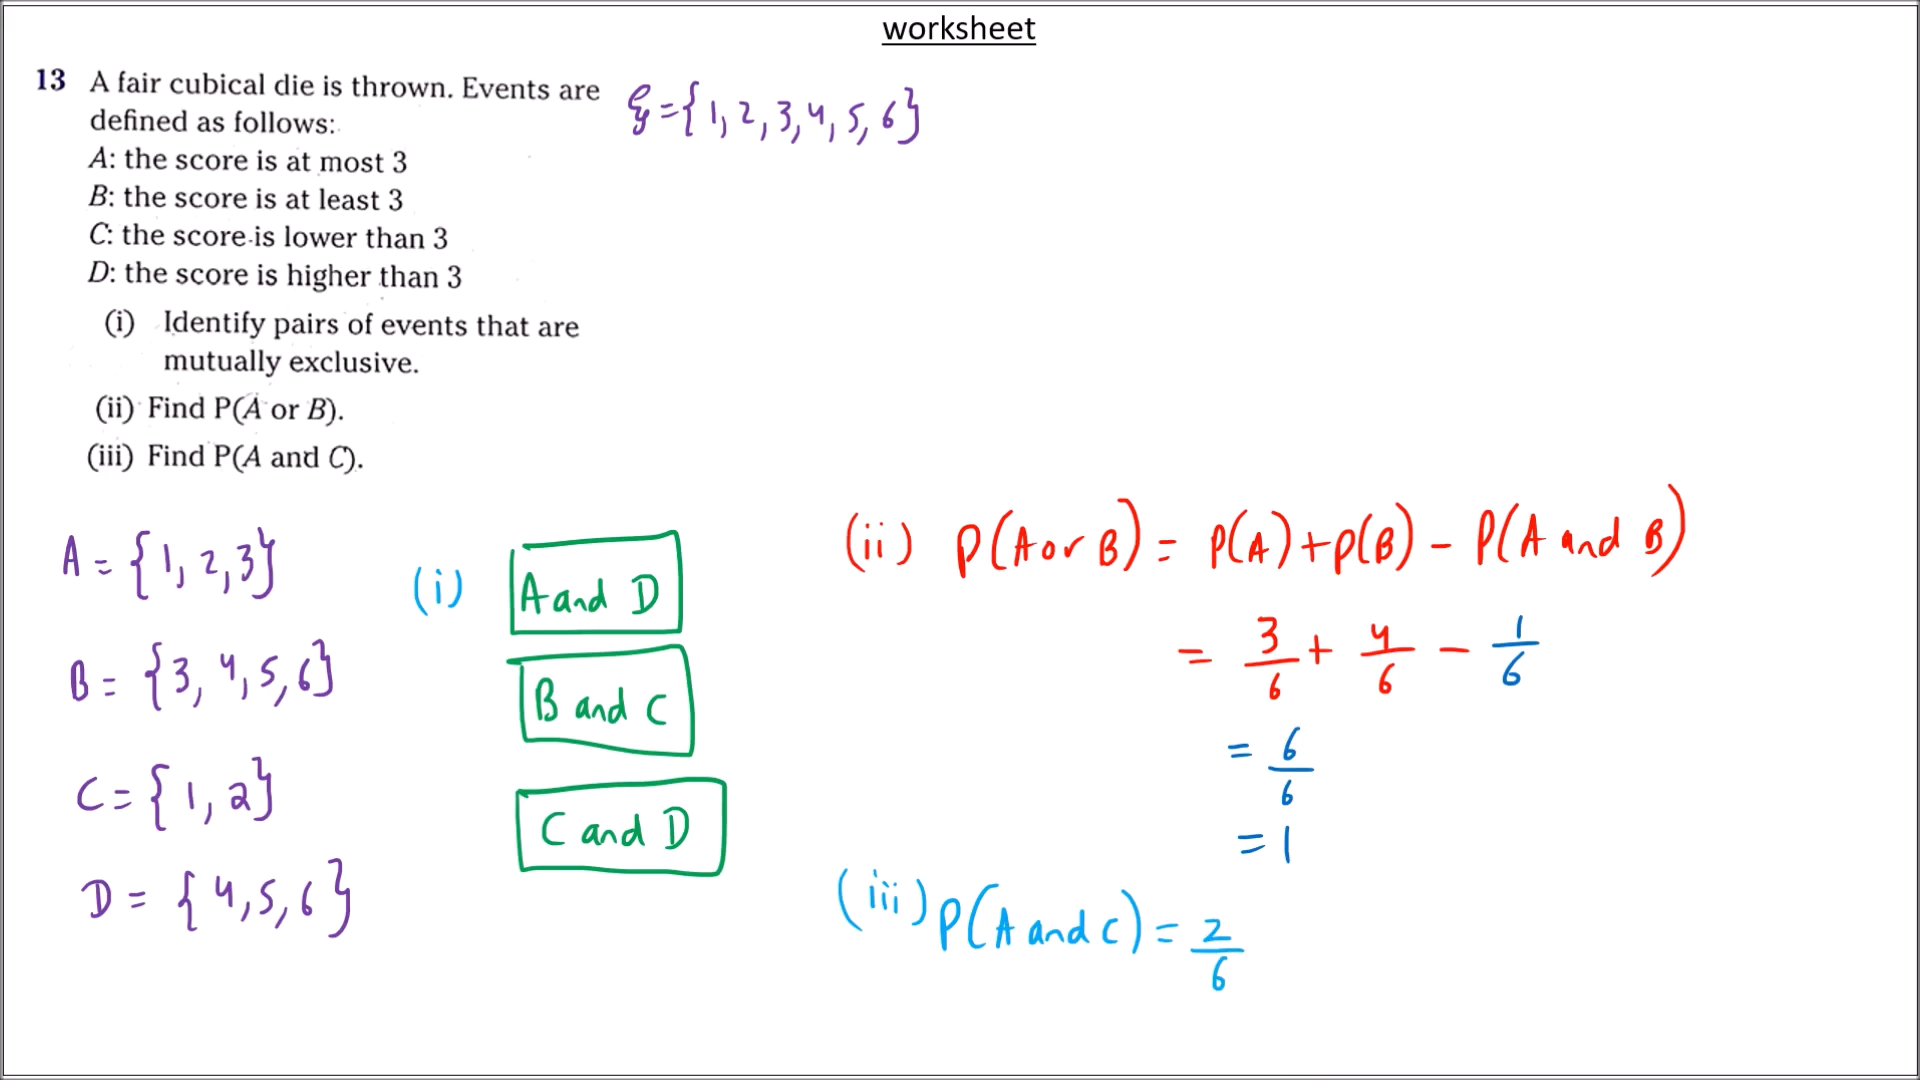 worksheet
13 A fair cubical die is thrown. Events are
defined as follows:
A: the score is at most 3
B: the score is at least 3
C: the score is lower than 3
D: the score is higher than 3
(i) Identify pairs of events that are
mutually exclusive.
(ii) Find P(A or B).
(iii) Find P(A and C).
ξ = {1, 2, 3, 4, 5, 6}
A = {1, 2, 3}
B = {3, 4, 5, 6}
C = {1, 2}
D = {4, 5, 6}
(i) A and D
B and C
C and D
(ii) P(A or B) = P(A) + P(B) - P(A and B)
= 3/6 + 4/6 - 1/6
= 6/6
= 1
(iii) P(A and C) = 2/6